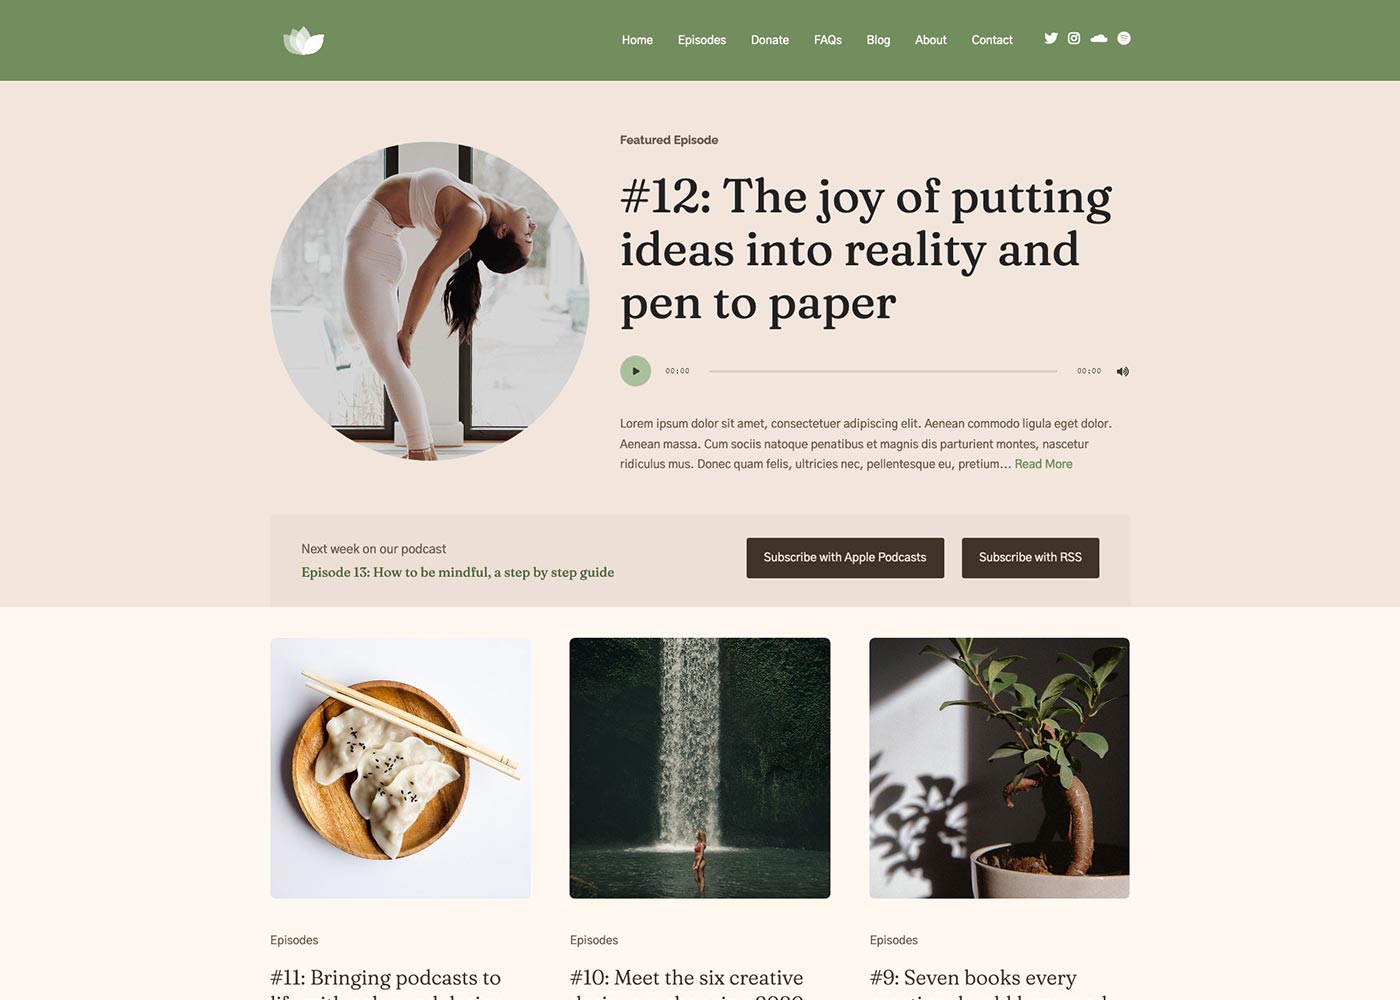 Home Episodes Donate FAQs Blog About Contact
Featured Episode
#12: The joy of putting
ideas into reality and
pen to paper
00:00 00:00
Lorem ipsum dolor sit amet, consectetuer adipiscing elit. Aenean commodo ligula eget dolor.
Aenean massa. Cum sociis natoque penatibus et magnis dis parturient montes, nascetur
ridiculus mus. Donec quam felis, ultricies nec, pellentesque eu, pretium... Read More
Next week on our podcast
Episode 13: How to be mindful, a step by step guide
Subscribe with Apple Podcasts
Subscribe with RSS
Episodes
#11: Bringing podcasts to
Episodes
#10: Meet the six creative
Episodes
#9: Seven books every